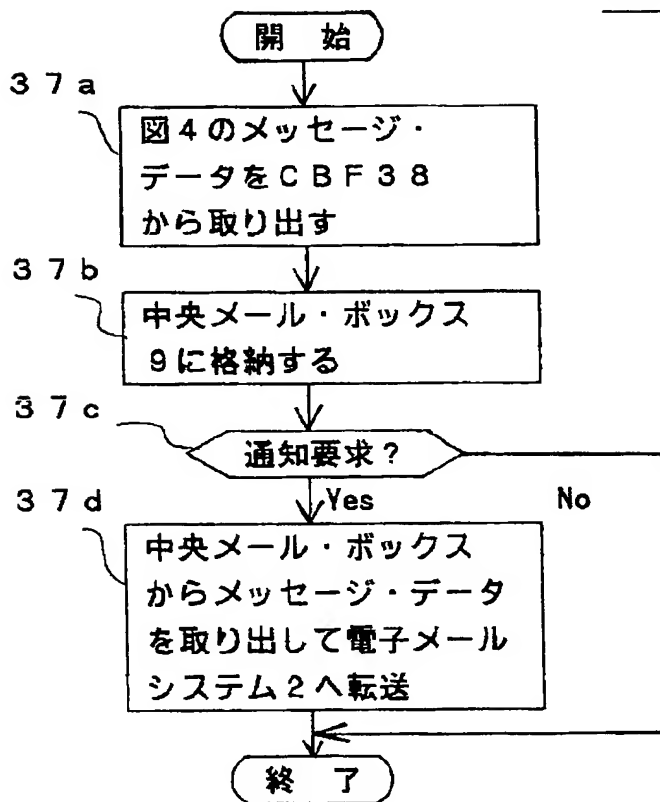 開 始
37a
図4のメッセージ・
データをCBF38
から取り出す
37b
中央メール・ボックス
9に格納する
37c
通知要求?
Yes
No
37d
中央メール・ボックス
からメッセージ・データ
を取り出して電子メール
システム2へ転送
終 了